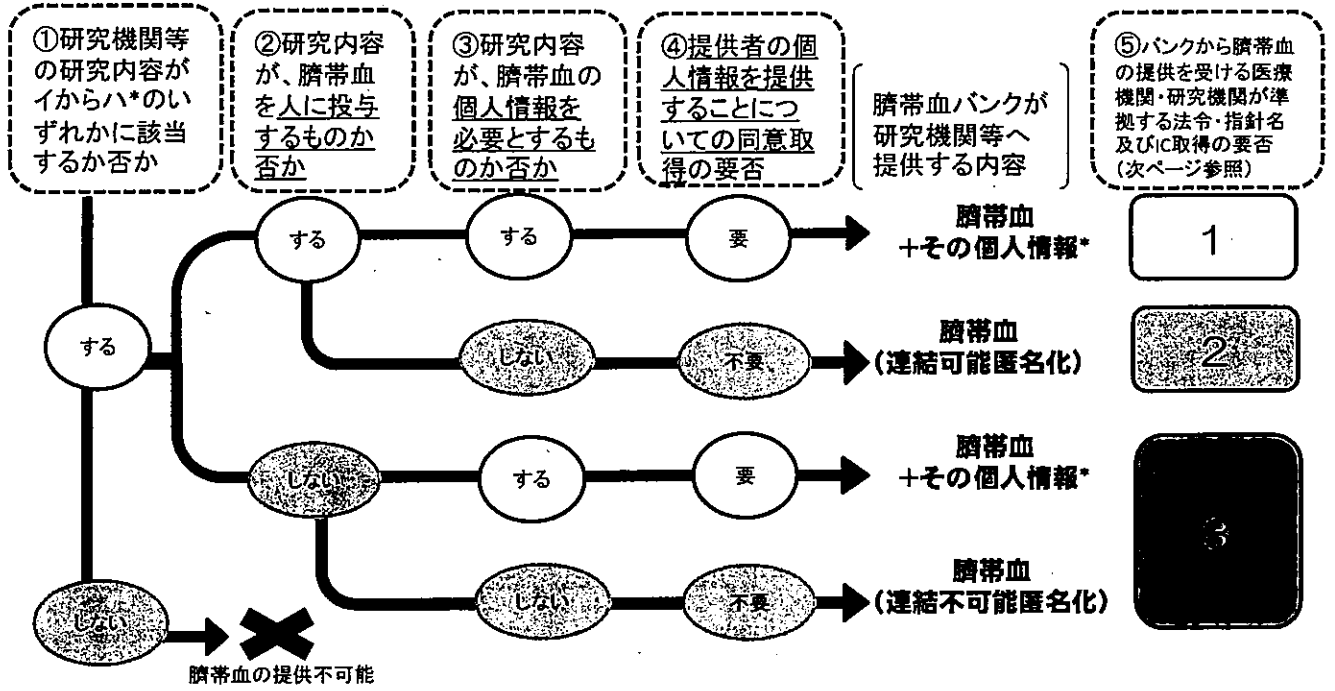 ①研究機関等
の研究内容が
イからハ*のい
ずれかに該当
するか否か
②研究内容
が、臍帯血
を人に投与
するものか
否か
③研究内容
が、臍帯血の
個人情報を
必要とするも
のか否か
④提供者の個
人情報を提供
することにつ
いての同意取
得の要否
臍帯血バンクが
研究機関等へ
提供する内容
⑤バンクから臍帯血
の提供を受ける医療
機関・研究機関が準
拠する法令・指針名
及びIC取得の要否
(次ページ参照)
する
する
要
臍帯血
+その個人情報*
1
する
しない
不要
臍帯血
(連結可能匿名化)
2
しない
する
要
臍帯血
+その個人情報*
3
しない
不要
臍帯血
(連結不可能匿名化)
しない
臍帯血の提供不可能